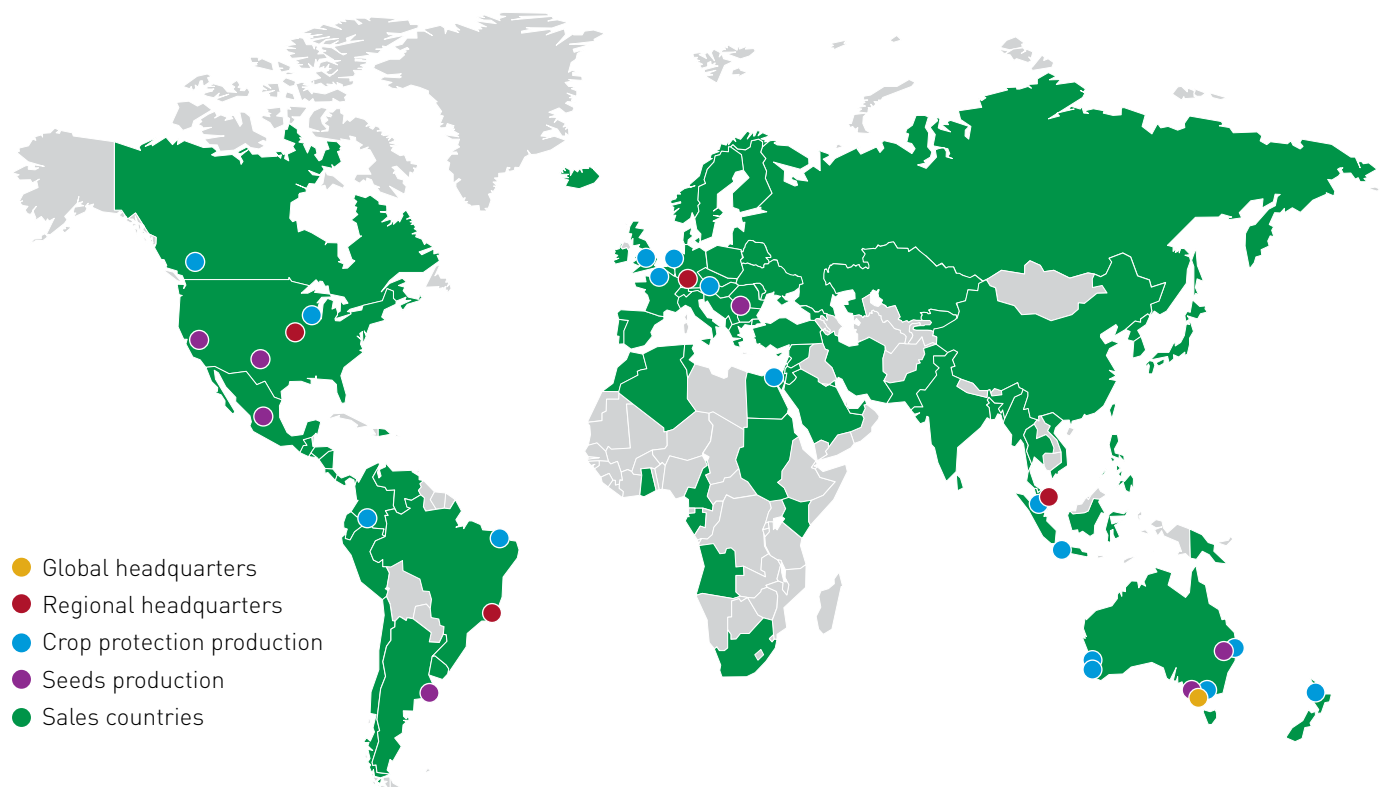 Global headquarters
Regional headquarters
Crop protection production
Seeds production
Sales countries